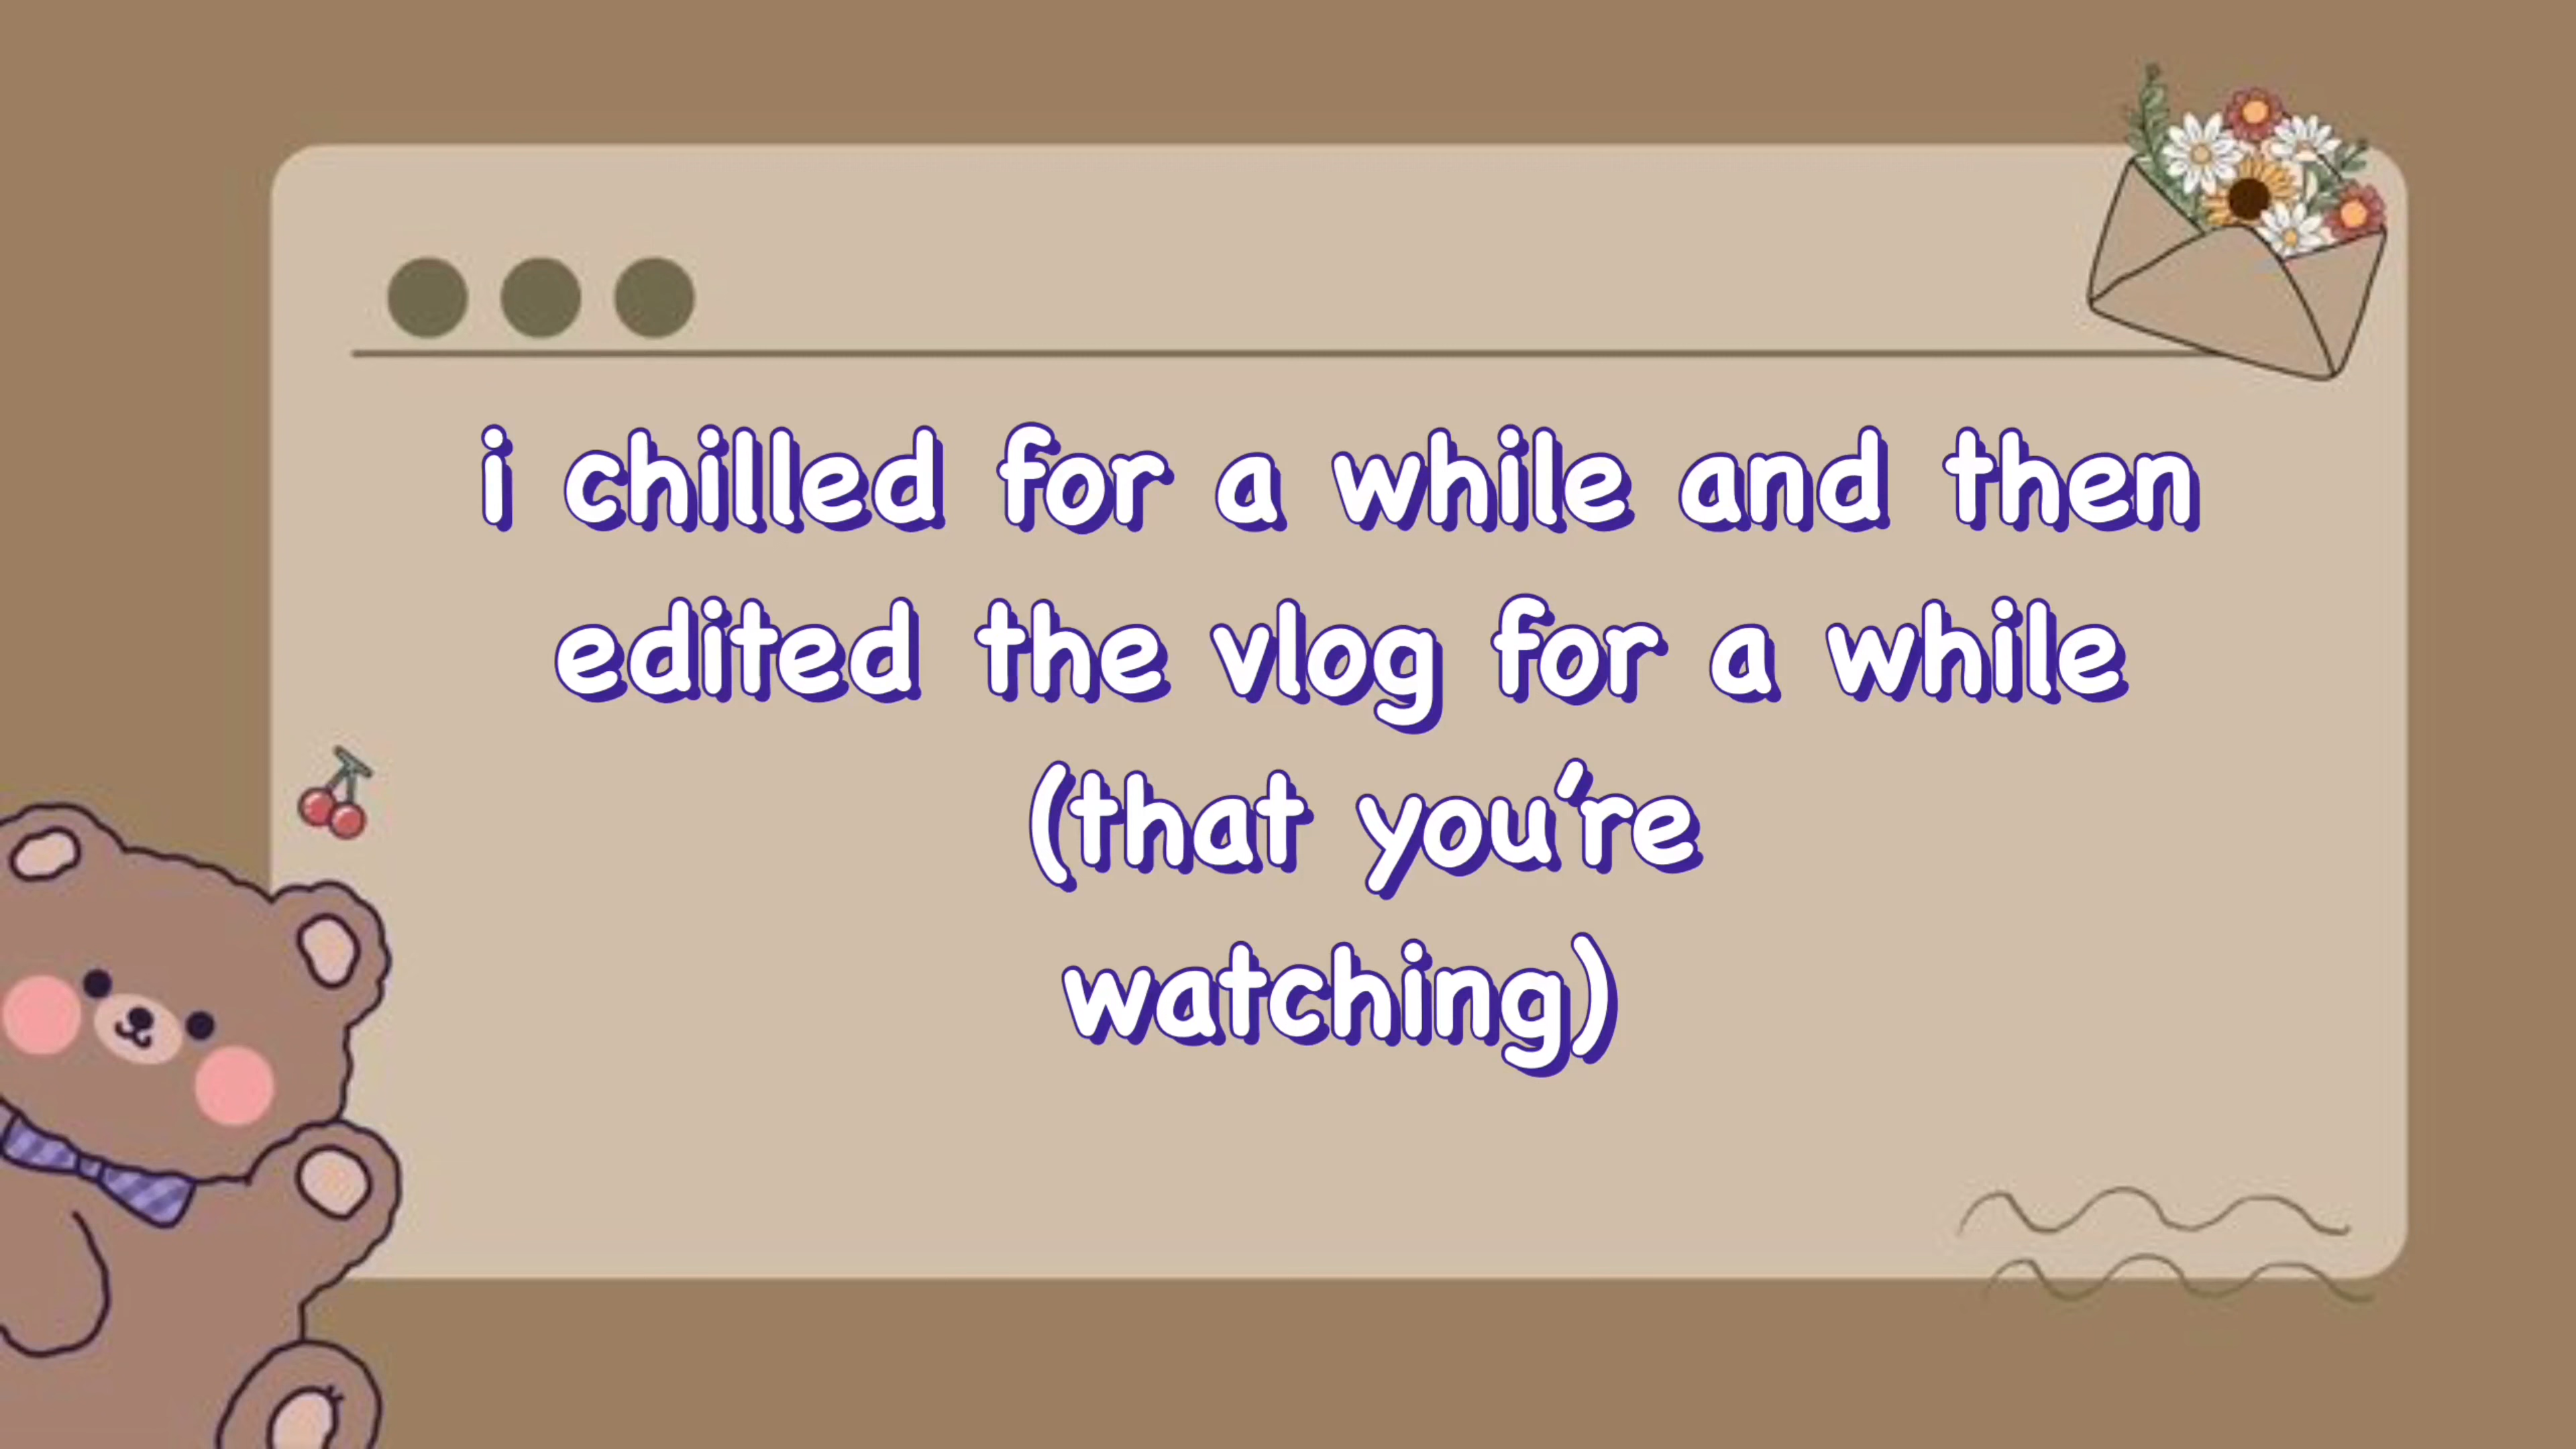 i chilled for a while and then
edited the vlog for a while
(that you're
watching)